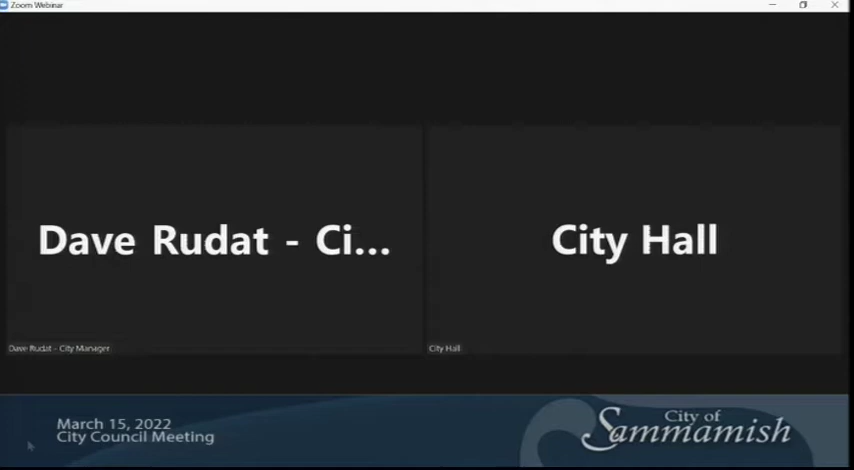 Zoom Webinar
Dave Rudat - Ci...
City Hall
Dave Rudat - City Manager
City Hall
March 15, 2022
City Council Meeting
City of
Sammamish